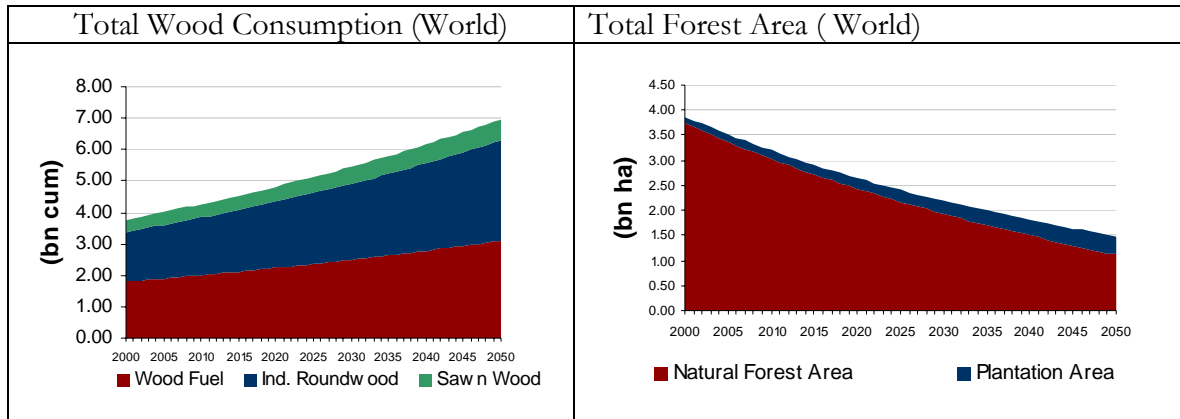 Total Wood Consumption (World)
Total Forest Area ( World)
8.00
7.00
6.00
5.00
4.00
3.00
2.00
1.00
0.00
(bn cum)
2000 2005 2010 2015 2020 2025 2030 2035 2040 2045 2050
Wood Fuel Ind. Roundwood Sawn Wood
4.50
4.00
3.50
3.00
2.50
2.00
1.50
1.00
0.50
0.00
(bn ha)
2000 2005 2010 2015 2020 2025 2030 2035 2040 2045 2050
Natural Forest Area Plantation Area